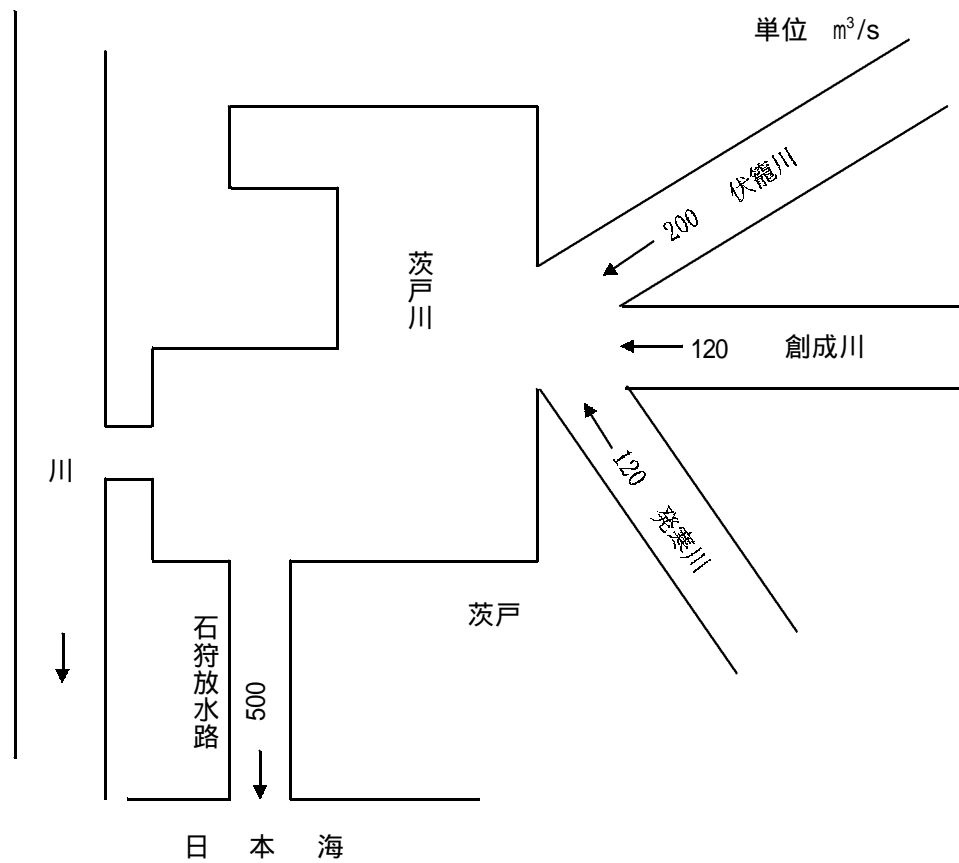 単位 m³/s
伏籠川
200
茨戸川
120 創成川
120 発寒川
川
茨戸
石狩放水路
500
日本海